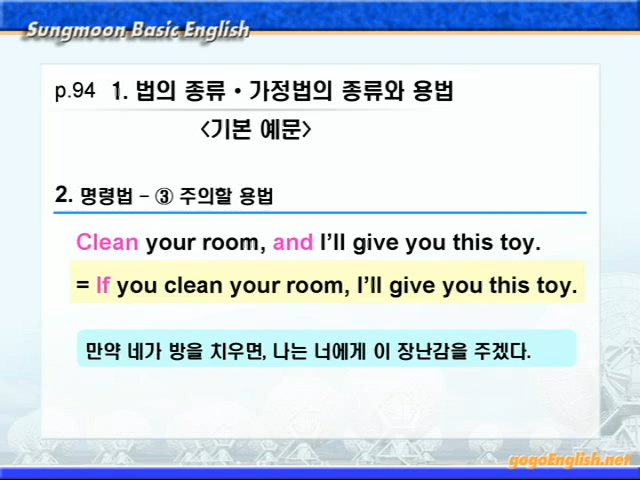 Sungmoon Basic English
p.94 1. 법의 종류 • 가정법의 종류와 용법
<기본 예문>
2. 명령법 - ③ 주의할 용법
Clean your room, and I'll give you this toy.
= If you clean your room, I'll give you this toy.
만약 네가 방을 치우면, 나는 너에게 이 장난감을 주겠다.
gogoEnglish.net